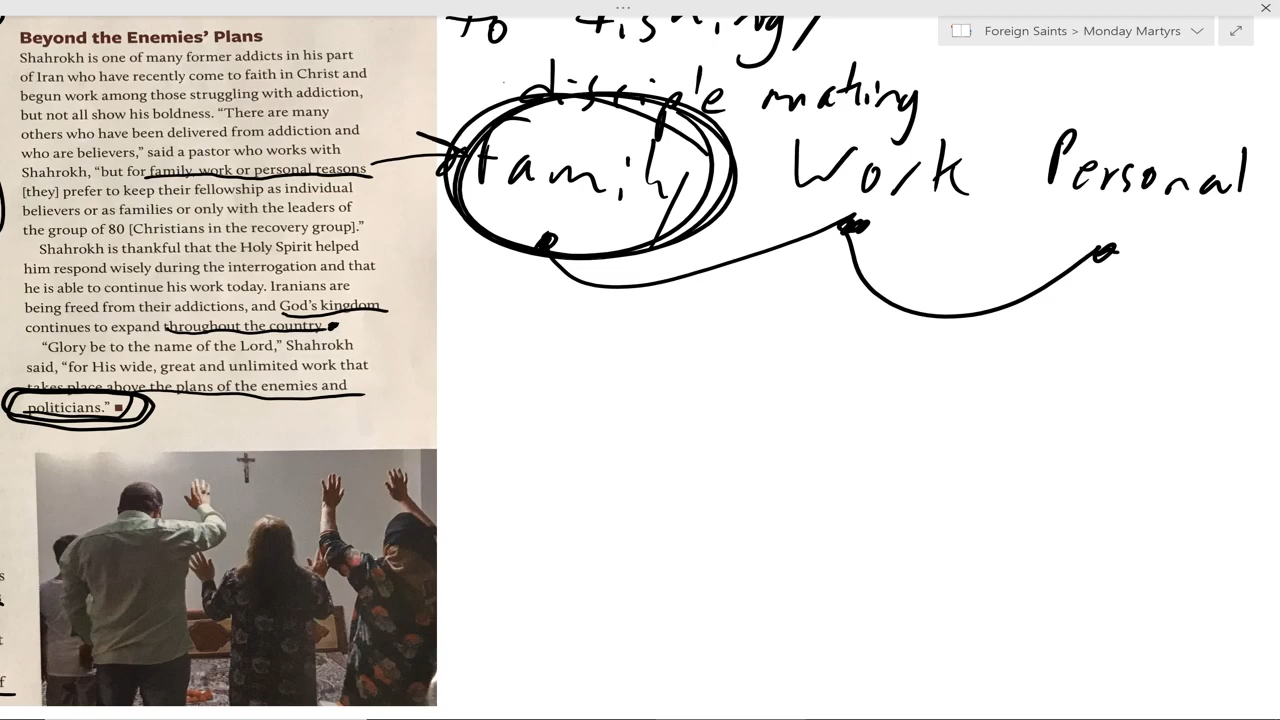 Beyond the Enemies' Plans
Shahrokh is one of many former addicts in his part
of Iran who have recently come to faith in Christ and
begun work among those struggling with addiction,
but not all show his boldness. “There are many
others who have been delivered from addiction and
who are believers,” said a pastor who works with
Shahrokh, “but for family, work or personal reasons
[they] prefer to keep their fellowship as individual
believers or as families or only with the leaders of
the group of 80 [Christians in the recovery group].”
Shahrokh is thankful that the Holy Spirit helped
him respond wisely during the interrogation and that
he is able to continue his work today. Iranians are
being freed from their addictions, and God’s kingdom
continues to expand throughout the country.
“Glory be to the name of the Lord,” Shahrokh
said, “for His wide, great and unlimited work that
takes place above the plans of the enemies and
politicians.”
to fishing/
disciple making
Family Work Personal
Foreign Saints > Monday Martyrs